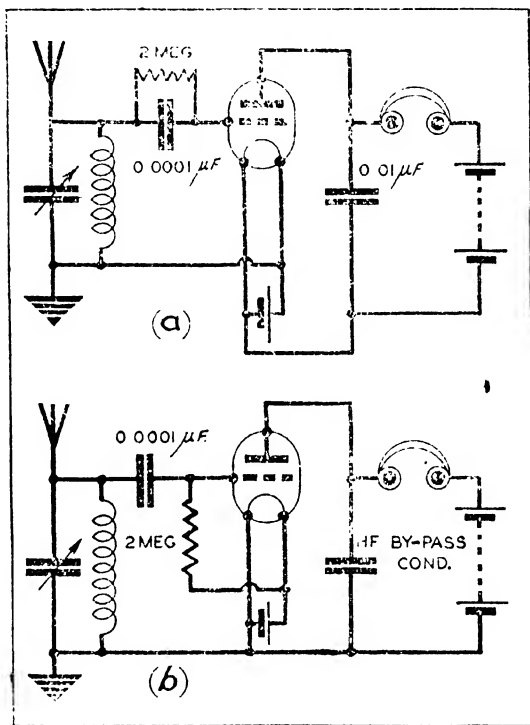 2 MEG
0.0001 µF
0.01 µF
(a)
0.0001 µF.
2 MEG
HF BY-PASS
COND.
(b)